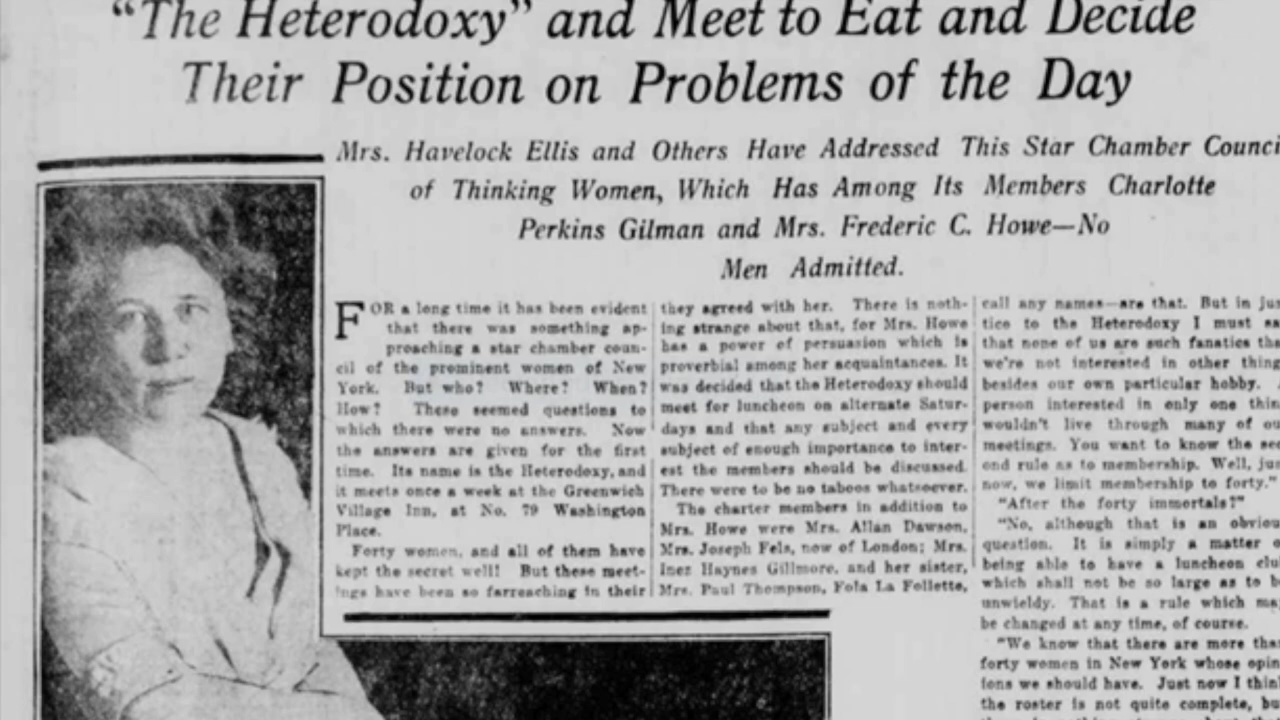 “The Heterodoxy” and Meet to Eat and Decide
Their Position on Problems of the Day
Mrs. Havelock Ellis and Others Have Addressed This Star Chamber Counci
of Thinking Women, Which Has Among Its Members Charlotte
Perkins Gilman and Mrs. Frederic C. Howe—No
Men Admitted.
FOR a long time it has been evident
that there was something ap-
proaching a star chamber coun-
cil of the prominent women of New
York. But who? Where? When?
How? These seemed questions to
which there were no answers. Now
the answers are given for the first
time. Its name is the Heterodoxy, and
it meets once a week at the Greenwich
Village Inn, at No. 79 Washington
Place.
Forty women, and all of them have
kept the secret well! But these meet-
ings have been so farreaching in their
they agreed with her. There is noth-
ing strange about that, for Mrs. Howe
has a power of persuasion which is
proverbial among her acquaintances. It
was decided that the Heterodoxy should
meet for luncheon on alternate Satur-
days and that any subject and every
subject of enough importance to inter-
est the members should be discussed.
There were to be no taboos whatsoever.
The charter members in addition to
Mrs. Howe were Mrs. Allan Dawson,
Mrs. Joseph Fels, now of London; Mrs.
Inez Haynes Gillmore, and her sister,
Mrs. Paul Thompson, Fola La Follette,
call any names—are that. But in jus
tice to the Heterodoxy I must sa
that none of us are such fanatics tha
we're not interested in other thing
besides our own particular hobby.
person interested in only one thin
wouldn't live through many of ou
meetings. You want to know the sec
ond rule as to membership. Well, jus
now, we limit membership to forty."
"After the forty immortals?"
"No, although that is an obviou
question. It is simply a matter o
being able to have a luncheon clu
which shall not be so large as to b
unwieldy. That is a rule which ma
be changed at any time, of course.
"We know that there are more tha
forty women in New York whose opin
ions we should have. Just now I thin
the roster is not quite complete, bu